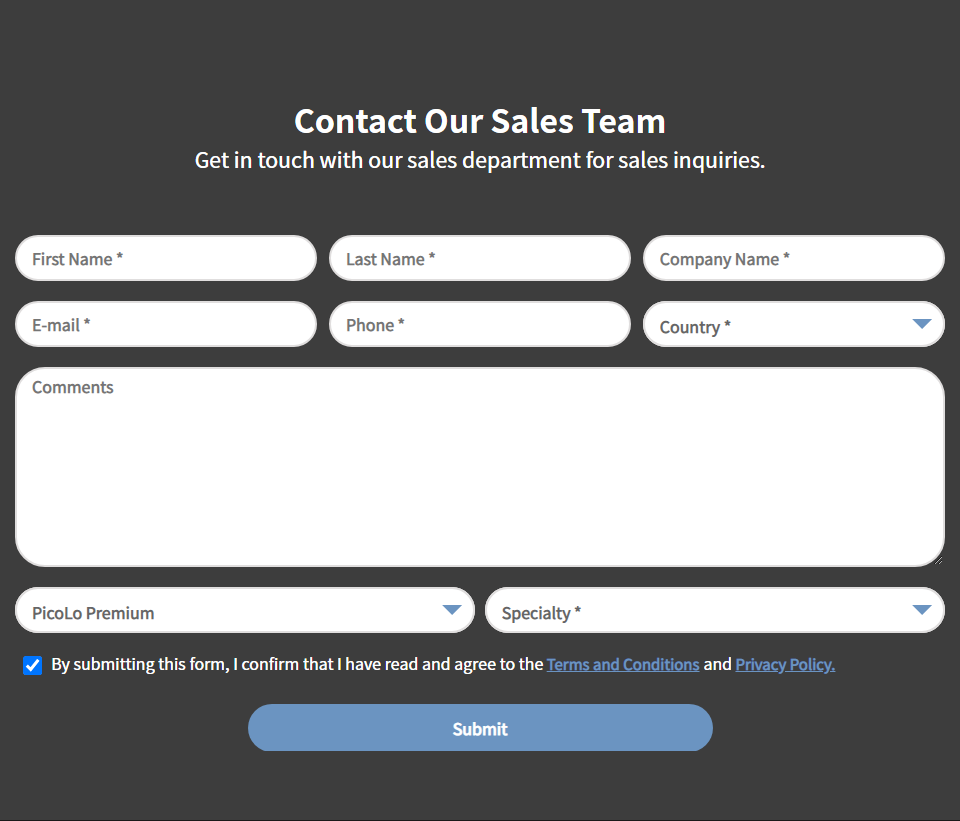 Contact Our Sales Team
Get in touch with our sales department for sales inquiries.
First Name *
Last Name *
Company Name *
E-mail *
Phone *
Country *
Comments
PicoLo Premium
Specialty *
By submitting this form, I confirm that I have read and agree to the Terms and Conditions and Privacy Policy.
Submit